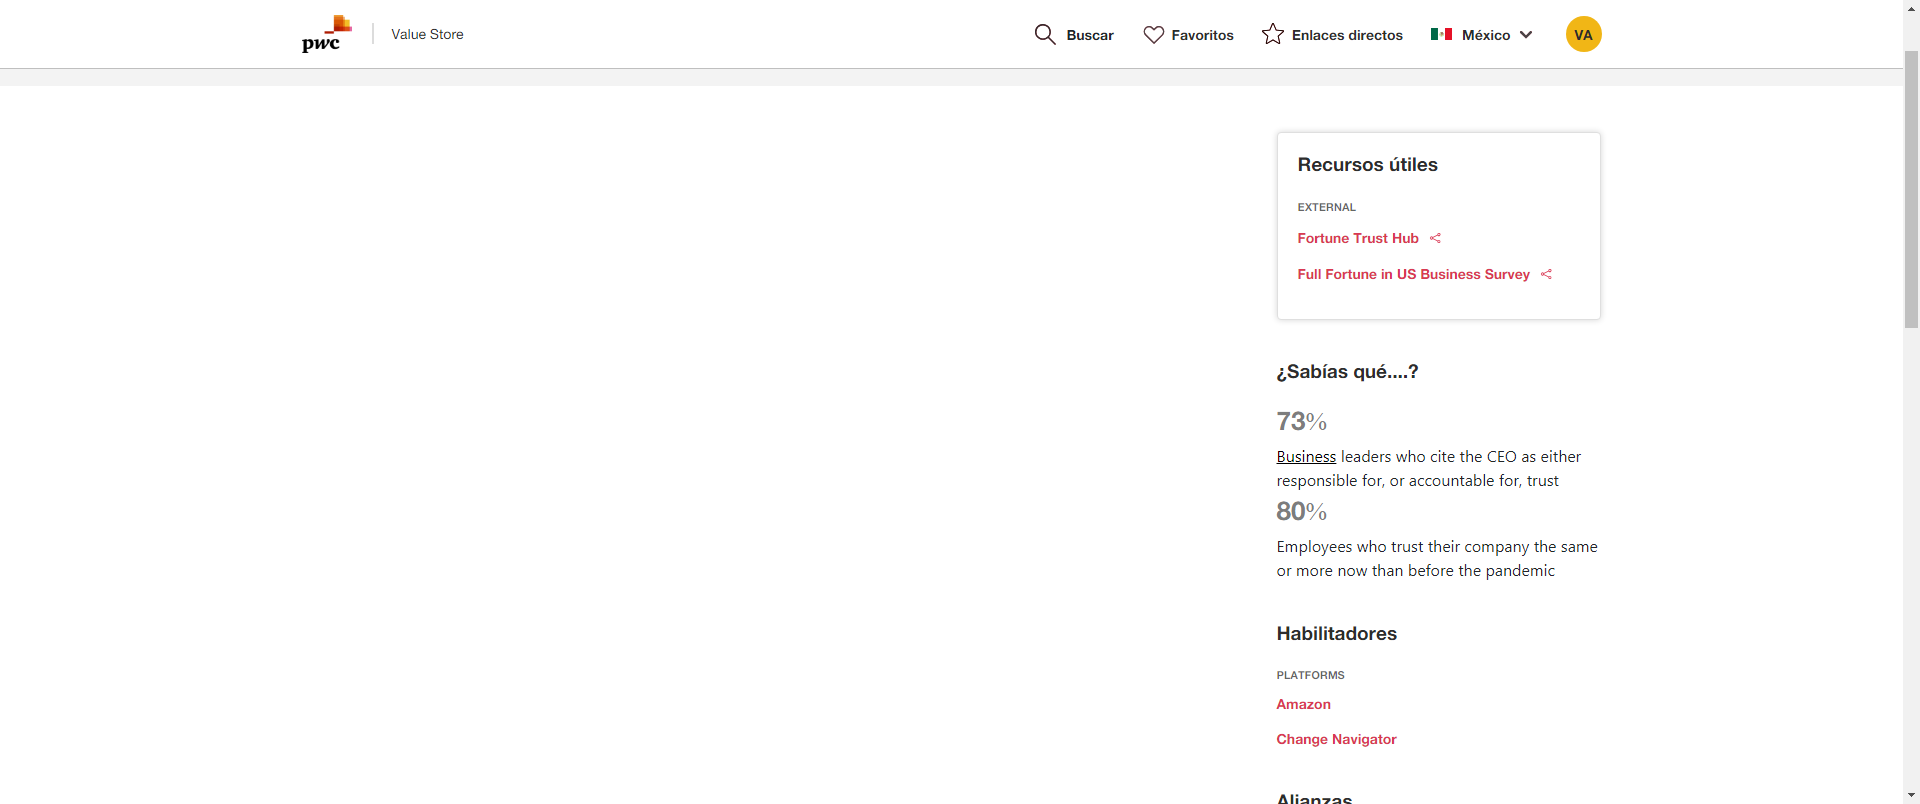 pwc
Value Store
Buscar
Favoritos
Enlaces directos
México
VA
Recursos útiles
EXTERNAL
Fortune Trust Hub
Full Fortune in US Business Survey
¿Sabías qué....?
73%
Business leaders who cite the CEO as either
responsible for, or accountable for, trust
80%
Employees who trust their company the same
or more now than before the pandemic
Habilitadores
PLATFORMS
Amazon
Change Navigator
Alianzas